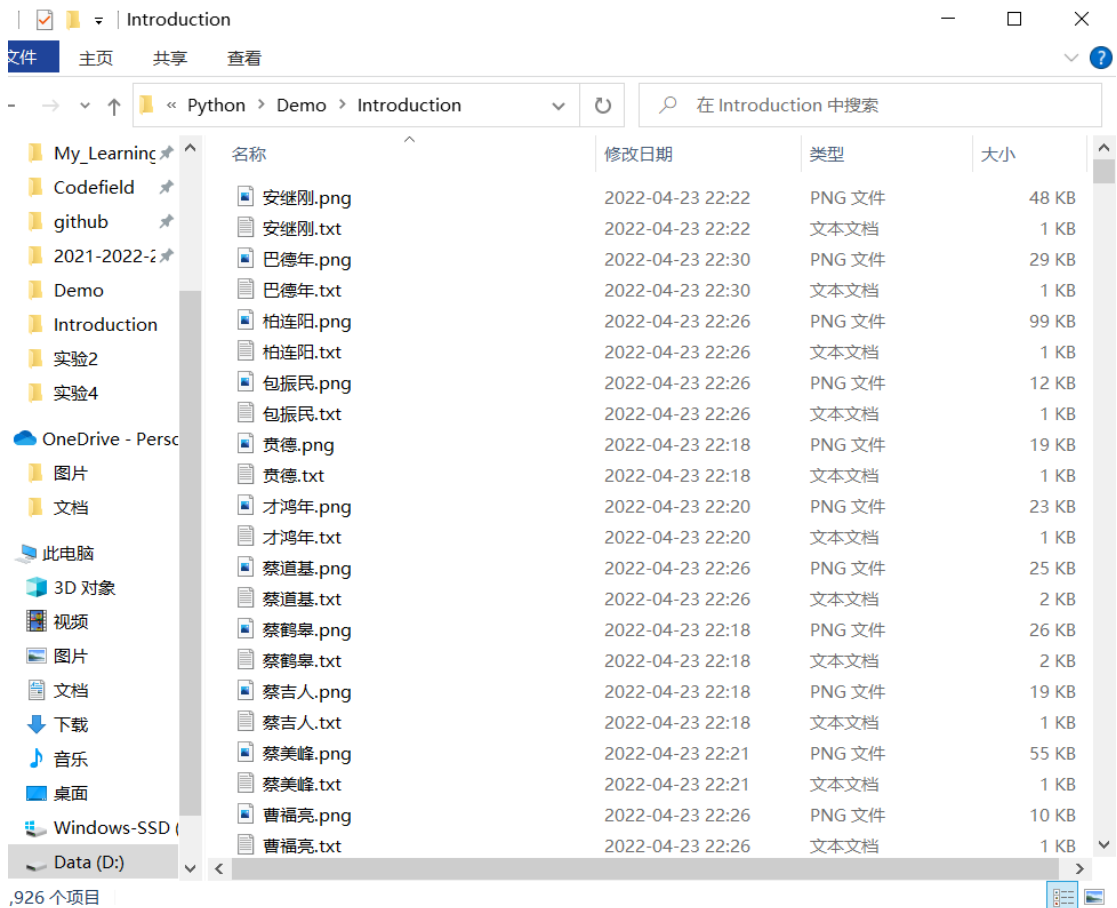 Introduction
文件 主页 共享 查看
« Python > Demo > Introduction 在 Introduction 中搜索
名称 修改日期 类型 大小
My_Learning
Codefield
github
2021-2022-2
Demo
Introduction
实验2
实验4
OneDrive - Perso
图片
文档
此电脑
3D 对象
视频
图片
文档
下载
音乐
桌面
Windows-SSD (
Data (D:)
安继刚.png 2022-04-23 22:22 PNG 文件 48 KB
安继刚.txt 2022-04-23 22:22 文本文档 1 KB
巴德年.png 2022-04-23 22:30 PNG 文件 29 KB
巴德年.txt 2022-04-23 22:30 文本文档 1 KB
柏连阳.png 2022-04-23 22:26 PNG 文件 99 KB
柏连阳.txt 2022-04-23 22:26 文本文档 1 KB
包振民.png 2022-04-23 22:26 PNG 文件 12 KB
包振民.txt 2022-04-23 22:26 文本文档 1 KB
贲德.png 2022-04-23 22:18 PNG 文件 19 KB
贲德.txt 2022-04-23 22:18 文本文档 1 KB
才鸿年.png 2022-04-23 22:20 PNG 文件 23 KB
才鸿年.txt 2022-04-23 22:20 文本文档 1 KB
蔡道基.png 2022-04-23 22:26 PNG 文件 25 KB
蔡道基.txt 2022-04-23 22:26 文本文档 2 KB
蔡鹤皋.png 2022-04-23 22:18 PNG 文件 26 KB
蔡鹤皋.txt 2022-04-23 22:18 文本文档 2 KB
蔡吉人.png 2022-04-23 22:18 PNG 文件 19 KB
蔡吉人.txt 2022-04-23 22:18 文本文档 1 KB
蔡美峰.png 2022-04-23 22:21 PNG 文件 55 KB
蔡美峰.txt 2022-04-23 22:21 文本文档 1 KB
曹福亮.png 2022-04-23 22:26 PNG 文件 10 KB
曹福亮.txt 2022-04-23 22:26 文本文档 1 KB
,926 个项目